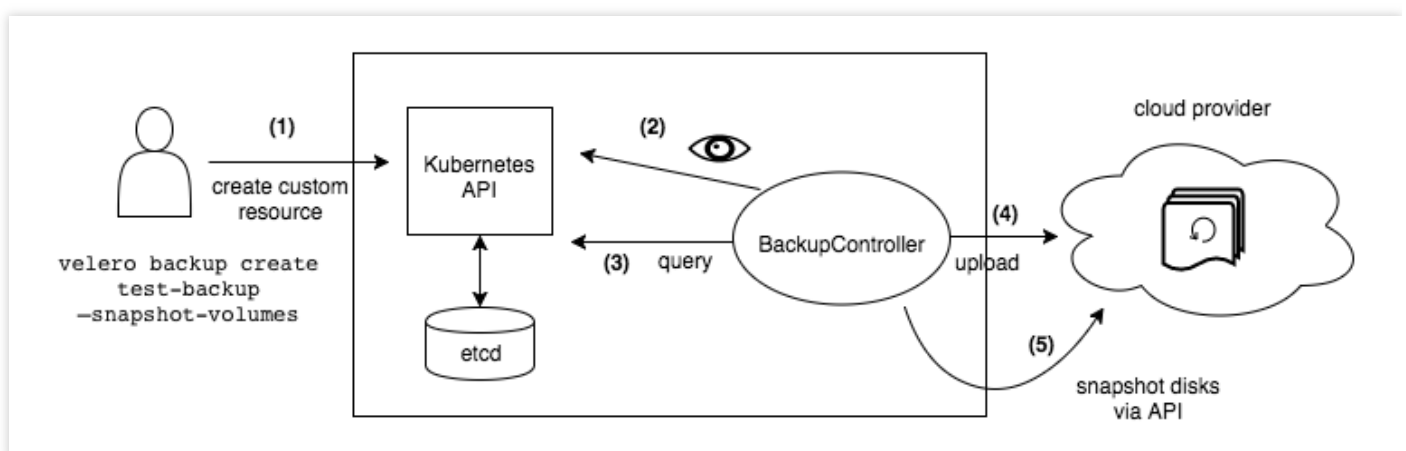 (1)
create custom
resource
velero backup create
test-backup
—snapshot-volumes
Kubernetes
API
etcd
(2)
(3)
query
BackupController
(4)
upload
cloud provider
(5)
snapshot disks
via API